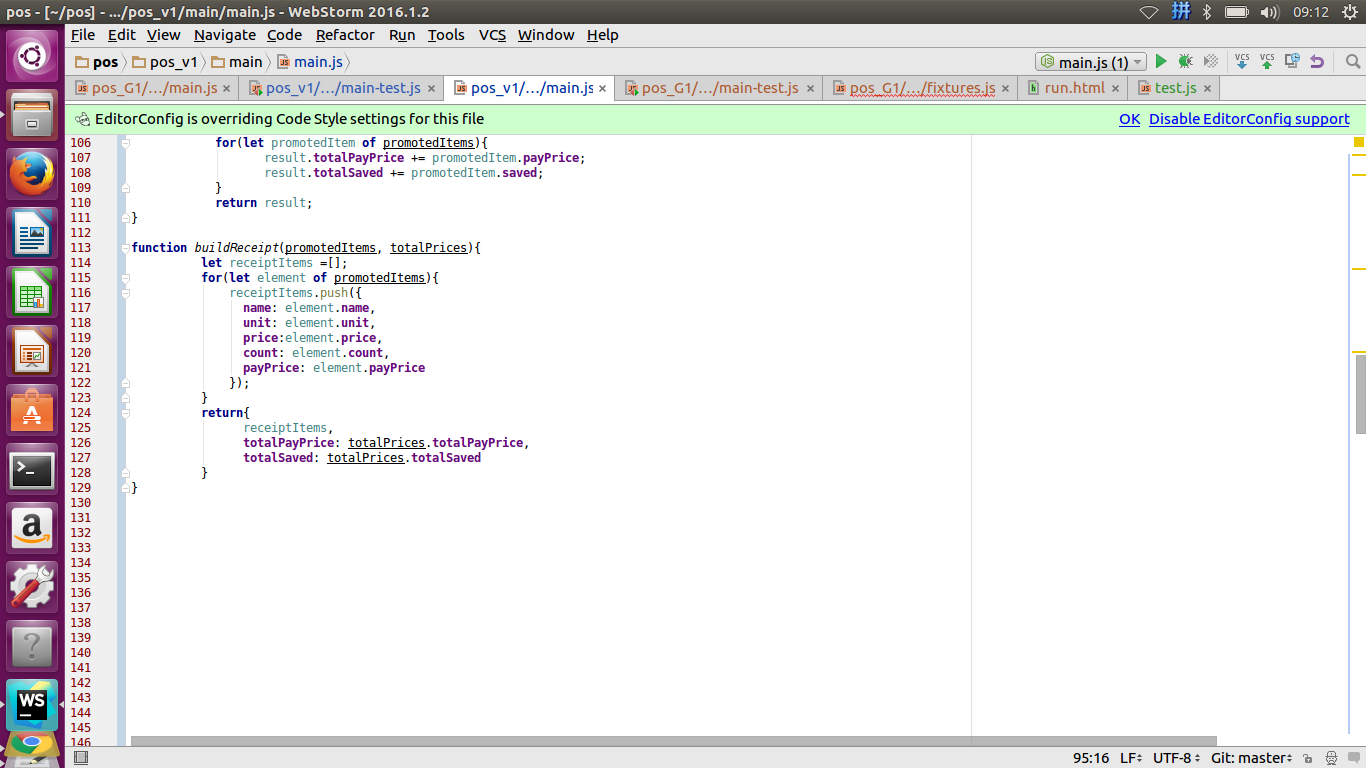 pos - [~/pos] - .../pos_v1/main/main.js - WebStorm 2016.1.2
拼
09:12
File Edit View Navigate Code Refactor Run Tools VCS Window Help
pos pos_v1 main main.js
main.js (1)
VCS VCS
pos_G1/.../main.js pos_v1/.../main-test.js pos_v1/.../main.js pos_G1/.../main-test.js pos_G1/.../fixtures.js run.html test.js
EditorConfig is overriding Code Style settings for this file OK Disable EditorConfig support
106 for(let promotedItem of promotedItems){
107 result.totalPayPrice += promotedItem.payPrice;
108 result.totalSaved += promotedItem.saved;
109 }
110 return result;
111 }
112
113 function buildReceipt(promotedItems, totalPrices){
114 let receiptItems =[];
115 for(let element of promotedItems){
116 receiptItems.push({
117 name: element.name,
118 unit: element.unit,
119 price:element.price,
120 count: element.count,
121 payPrice: element.payPrice
122 });
123 }
124 return{
125 receiptItems,
126 totalPayPrice: totalPrices.totalPayPrice,
127 totalSaved: totalPrices.totalSaved
128 }
129 }
130
131
132
133
134
135
136
137
138
139
140
141
142
143
144
145
146
WS
95:16 LF UTF-8 Git: master